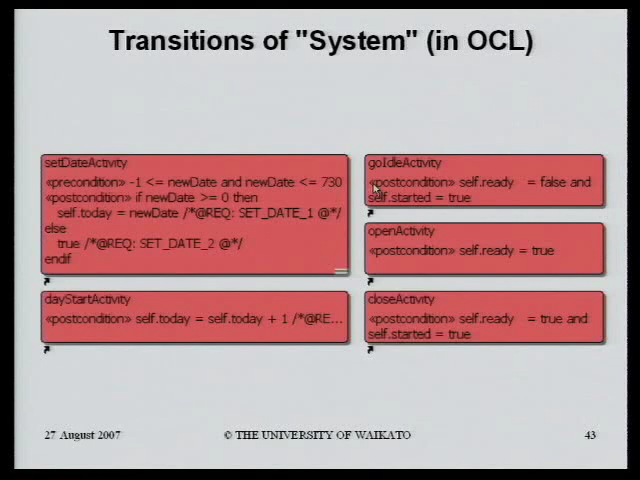 Transitions of "System" (in OCL)
setDateActivity
«precondition» -1 <= newDate and newDate <= 730
«postcondition» if newDate >= 0 then
self.today = newDate /*@REQ: SET_DATE_1 @*/
else
true /*@REQ: SET_DATE_2 @*/
endif
dayStartActivity
«postcondition» self.today = self.today + 1 /*@RE...
goIdleActivity
«postcondition» self.ready = false and
self.started = true
openActivity
«postcondition» self.ready = true
closeActivity
«postcondition» self.ready = true and
self.started = true
27 August 2007
© THE UNIVERSITY OF WAIKATO
43